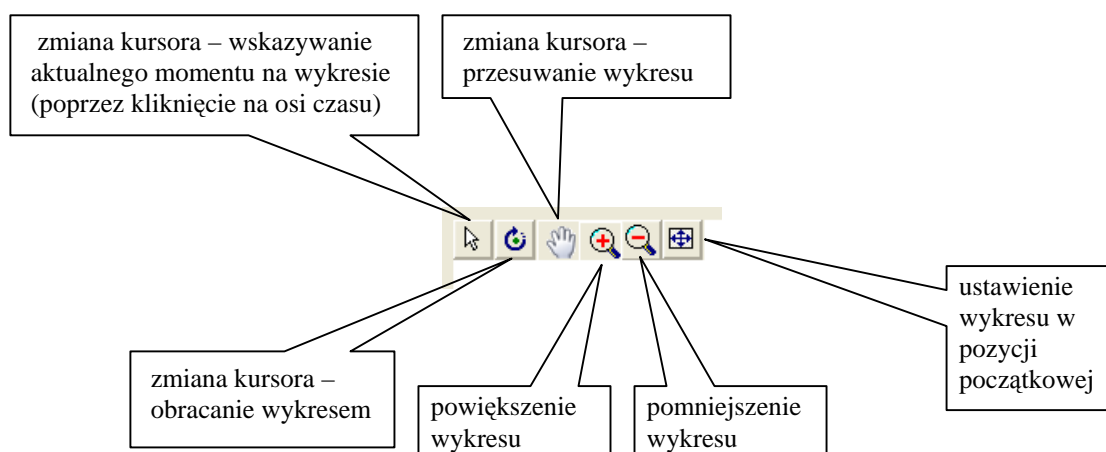 zmiana kursora – wskazywanie
aktualnego momentu na wykresie
(poprzez kliknięcie na osi czasu)
zmiana kursora –
przesuwanie wykresu
ustawienie
wykresu w
pozycji
początkowej
zmiana kursora –
obracanie wykresem
powiększenie
wykresu
pomniejszenie
wykresu